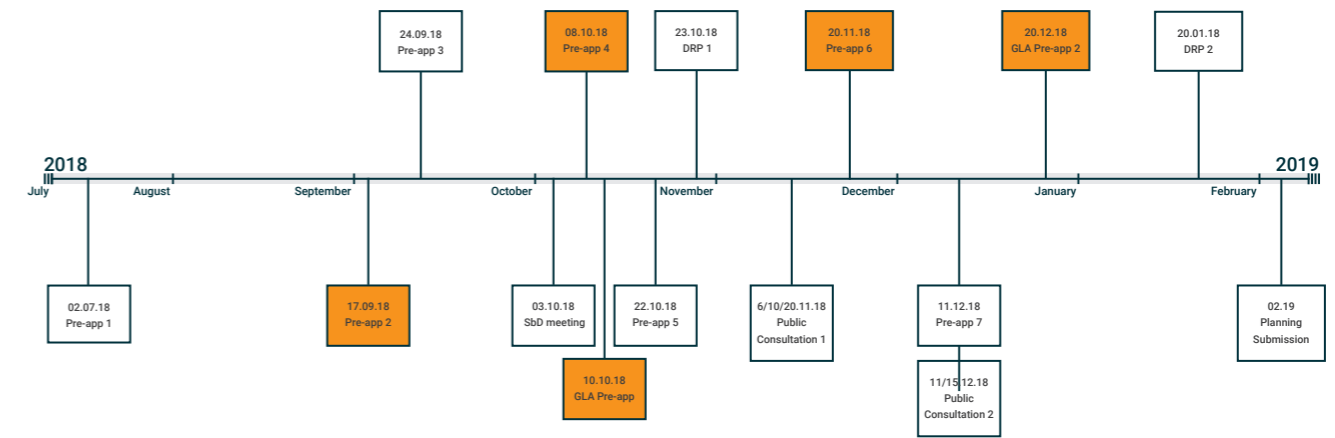 24.09.18
Pre-app 3
08.10.18
Pre-app 4
23.10.18
DRP 1
20.11.18
Pre-app 6
20.12.18
GLA Pre-app 2
20.01.18
DRP 2
2018
2019
July
August
September
October
November
December
January
February
02.07.18
Pre-app 1
17.09.18
Pre-app 2
03.10.18
SbD meeting
22.10.18
Pre-app 5
6/10/20.11.18
Public
Consultation 1
11.12.18
Pre-app 7
02.19
Planning
Submission
10.10.18
GLA Pre-app
11/15/12.18
Public
Consultation 2